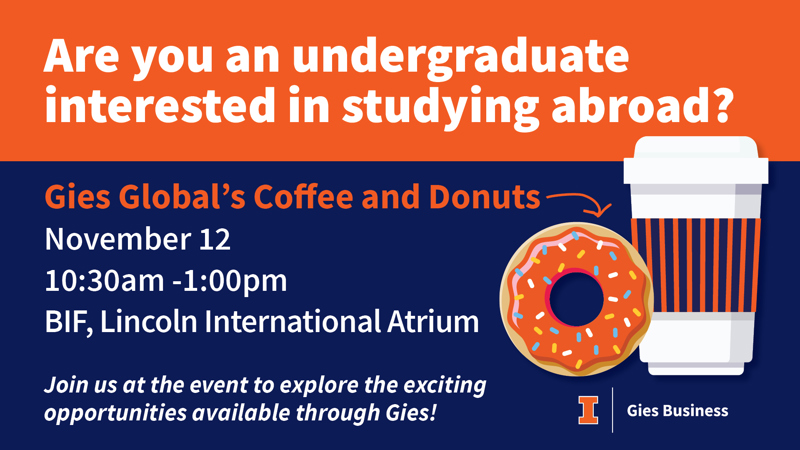 Are you an undergraduate
interested in studying abroad?
Gies Global’s Coffee and Donuts
November 12
10:30am -1:00pm
BIF, Lincoln International Atrium
Join us at the event to explore the exciting
opportunities available through Gies!
I
Gies Business